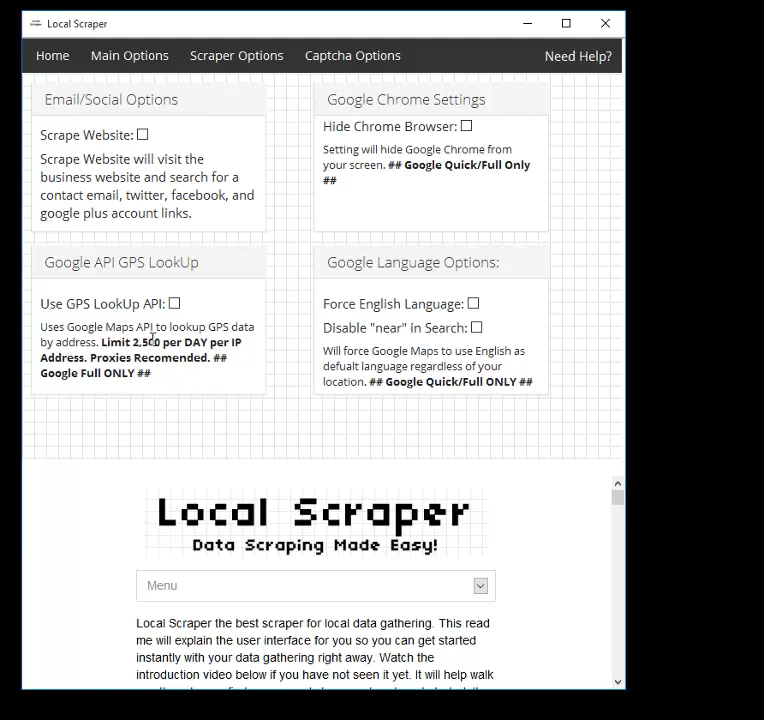 Local Scraper
Home Main Options Scraper Options Captcha Options Need Help?
Email/Social Options
Scrape Website:
Scrape Website will visit the
business website and search for a
contact email, twitter, facebook, and
google plus account links.
Google Chrome Settings
Hide Chrome Browser:
Setting will hide Google Chrome from
your screen. ## Google Quick/Full Only
##
Google API GPS LookUp
Use GPS LookUp API:
Uses Google Maps API to lookup GPS data
by address. Limit 2,500 per DAY per IP
Address. Proxies Recomended. ##
Google Full ONLY ##
Google Language Options:
Force English Language:
Disable "near" in Search:
Will force Google Maps to use English as
defualt language regardless of your
location. ## Google Quick/Full ONLY ##
Local Scraper
Data Scraping Made Easy!
Menu
Local Scraper the best scraper for local data gathering. This read
me will explain the user interface for you so you can get started
instantly with your data gathering right away. Watch the
introduction video below if you have not seen it yet. It will help walk